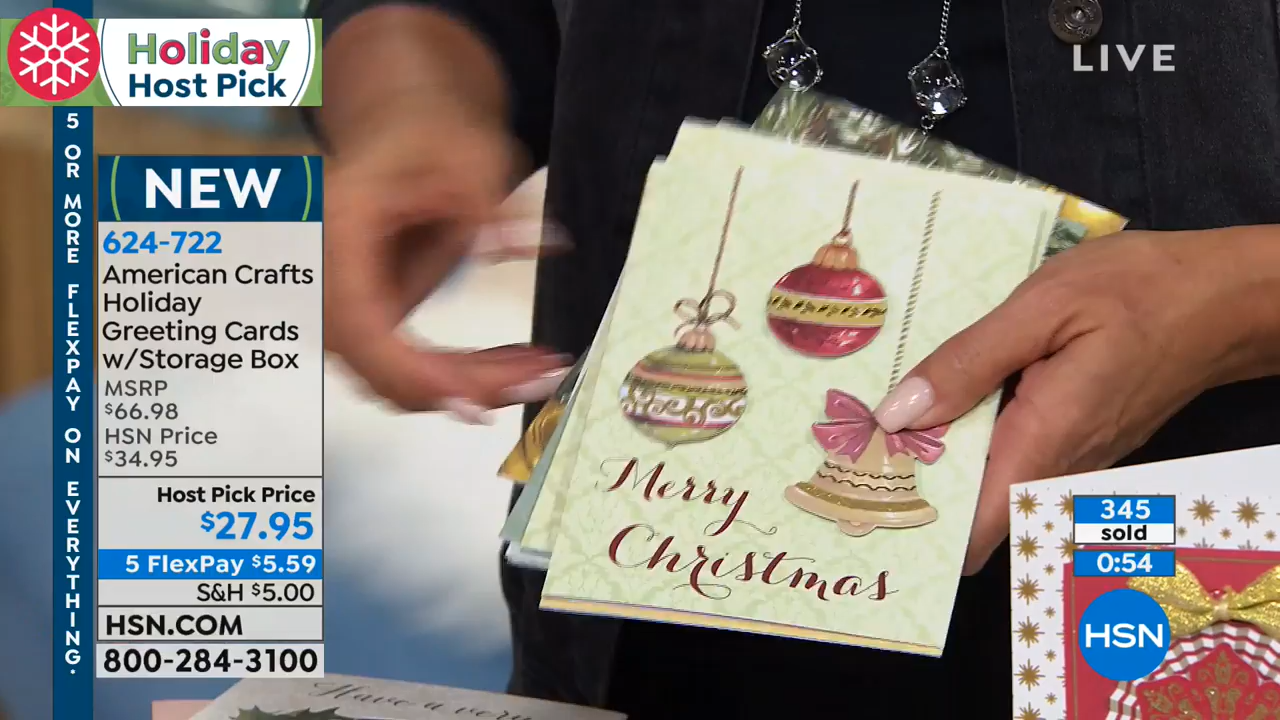 Holiday
Host Pick
LIVE
5 OR MORE FLEXPAY ON EVERYTHING.
NEW
624-722
American Crafts
Holiday
Greeting Cards
w/Storage Box
MSRP
$66.98
HSN Price
$34.95
Host Pick Price
$27.95
5 FlexPay $5.59
S&H $5.00
HSN.COM
800-284-3100
Merry
Christmas
345
sold
0:54
HSN
Have a very